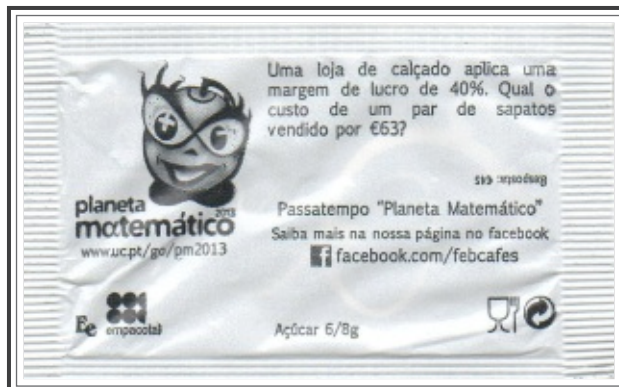 Uma loja de calçado aplica uma
margem de lucro de 40%. Qual o
custo de um par de sapatos
vendido por €63?
Resposta: €45
planeta
matemático
2013
www.uc.pt/go/pm2013
Passatempo "Planeta Matemático"
Saiba mais na nossa página no facebook
f facebook.com/febcafes
Ee empacotal
Açúcar 6/8g